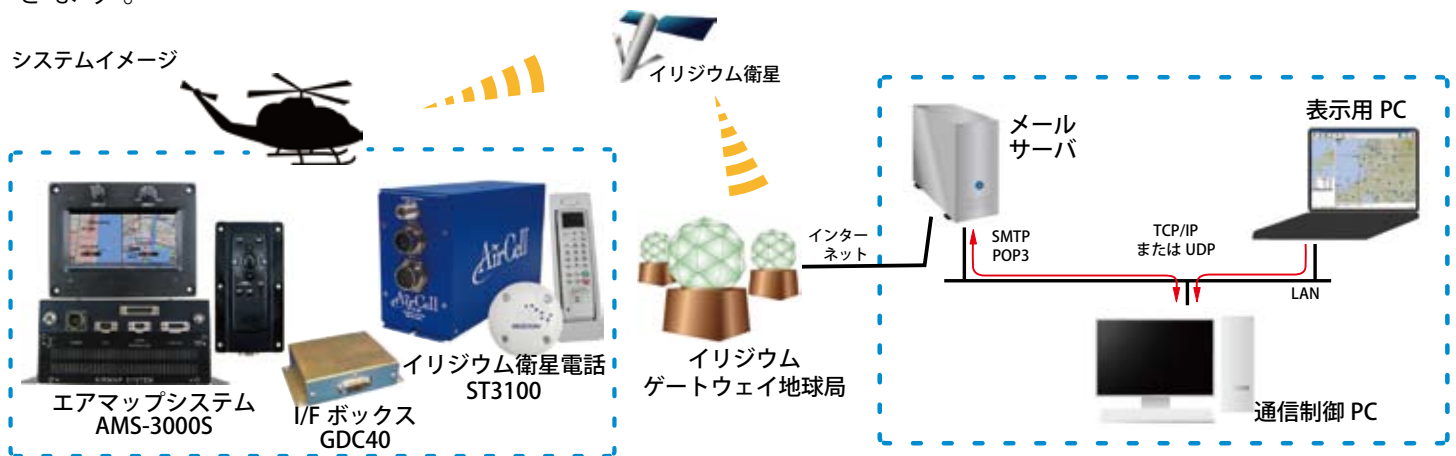 きます。
システムイメージ
イリジウム衛星
メール
サーバ
表示用 PC
AirCell
AirCell
インター
ネット
SMTP
POP3
TCP/IP
または UDP
LAN
イリジウム
ゲートウェイ地球局
通信制御 PC
イリジウム衛星電話
ST3100
I/F ボックス
GDC40
AIRMAP SYSTEM
エアマップシステム
AMS-3000S